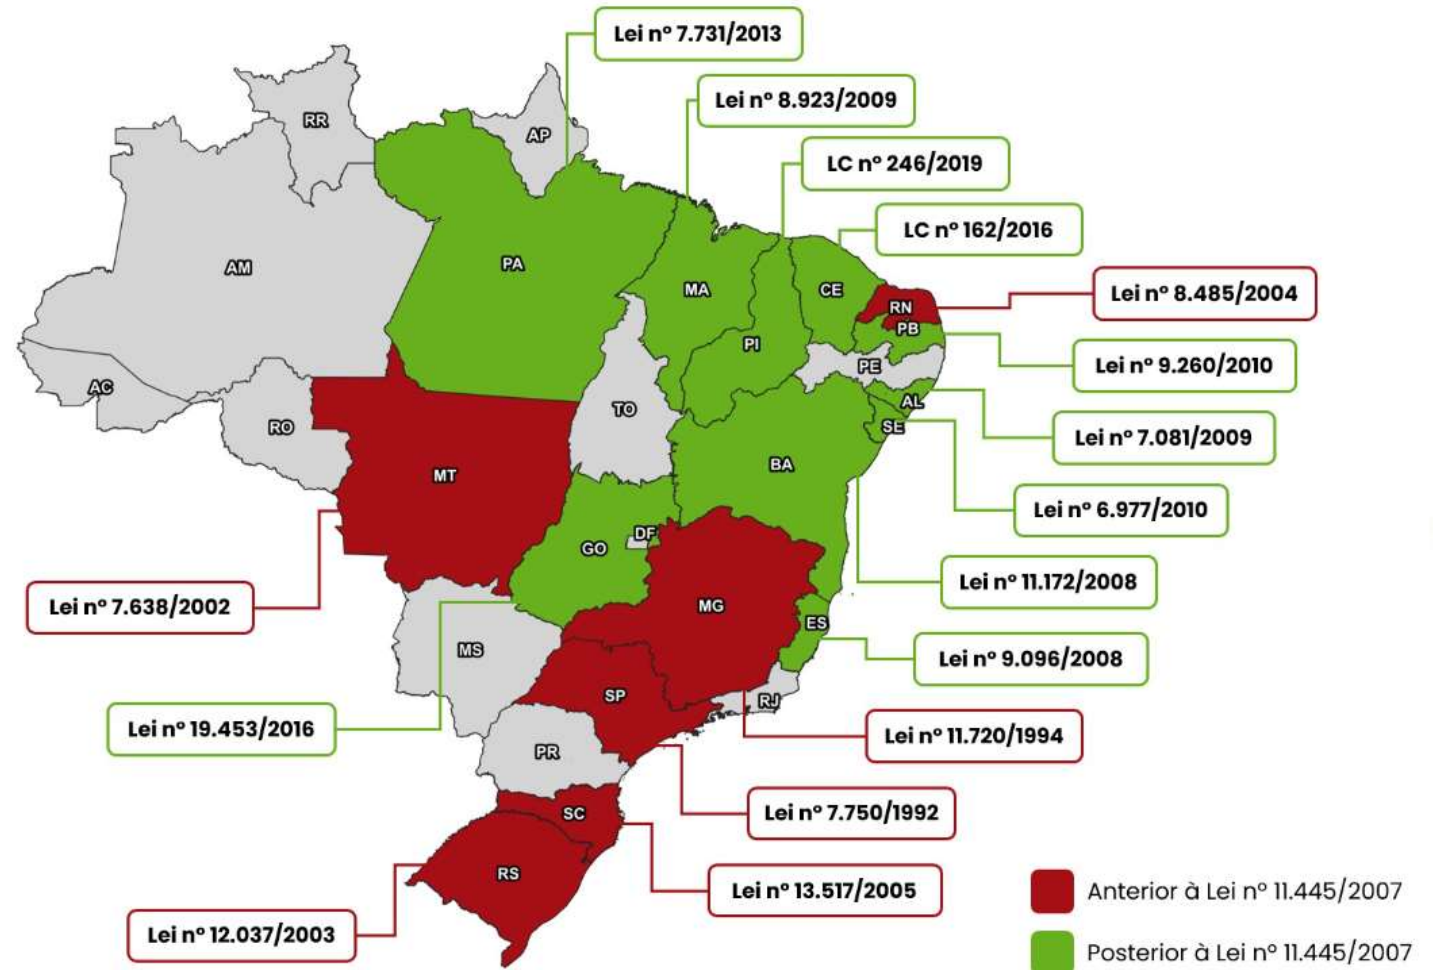 Lei nº 7.731/2013
Lei nº 8.923/2009
RR
AP
LC nº 246/2019
LC nº 162/2016
AM
PA
MA
CE
Lei nº 8.485/2004
RN
PB
PI
Lei nº 9.260/2010
PE
AC
TO
AL
RO
SE
Lei nº 7.081/2009
BA
MT
Lei nº 6.977/2010
DF
GO
Lei nº 11.172/2008
Lei nº 7.638/2002
MG
ES
MS
Lei nº 9.096/2008
SP
RJ
Lei nº 19.453/2016
Lei nº 11.720/1994
PR
SC
Lei nº 7.750/1992
RS
Lei nº 13.517/2005
Anterior à Lei nº 11.445/2007
Lei nº 12.037/2003
Posterior à Lei nº 11.445/2007